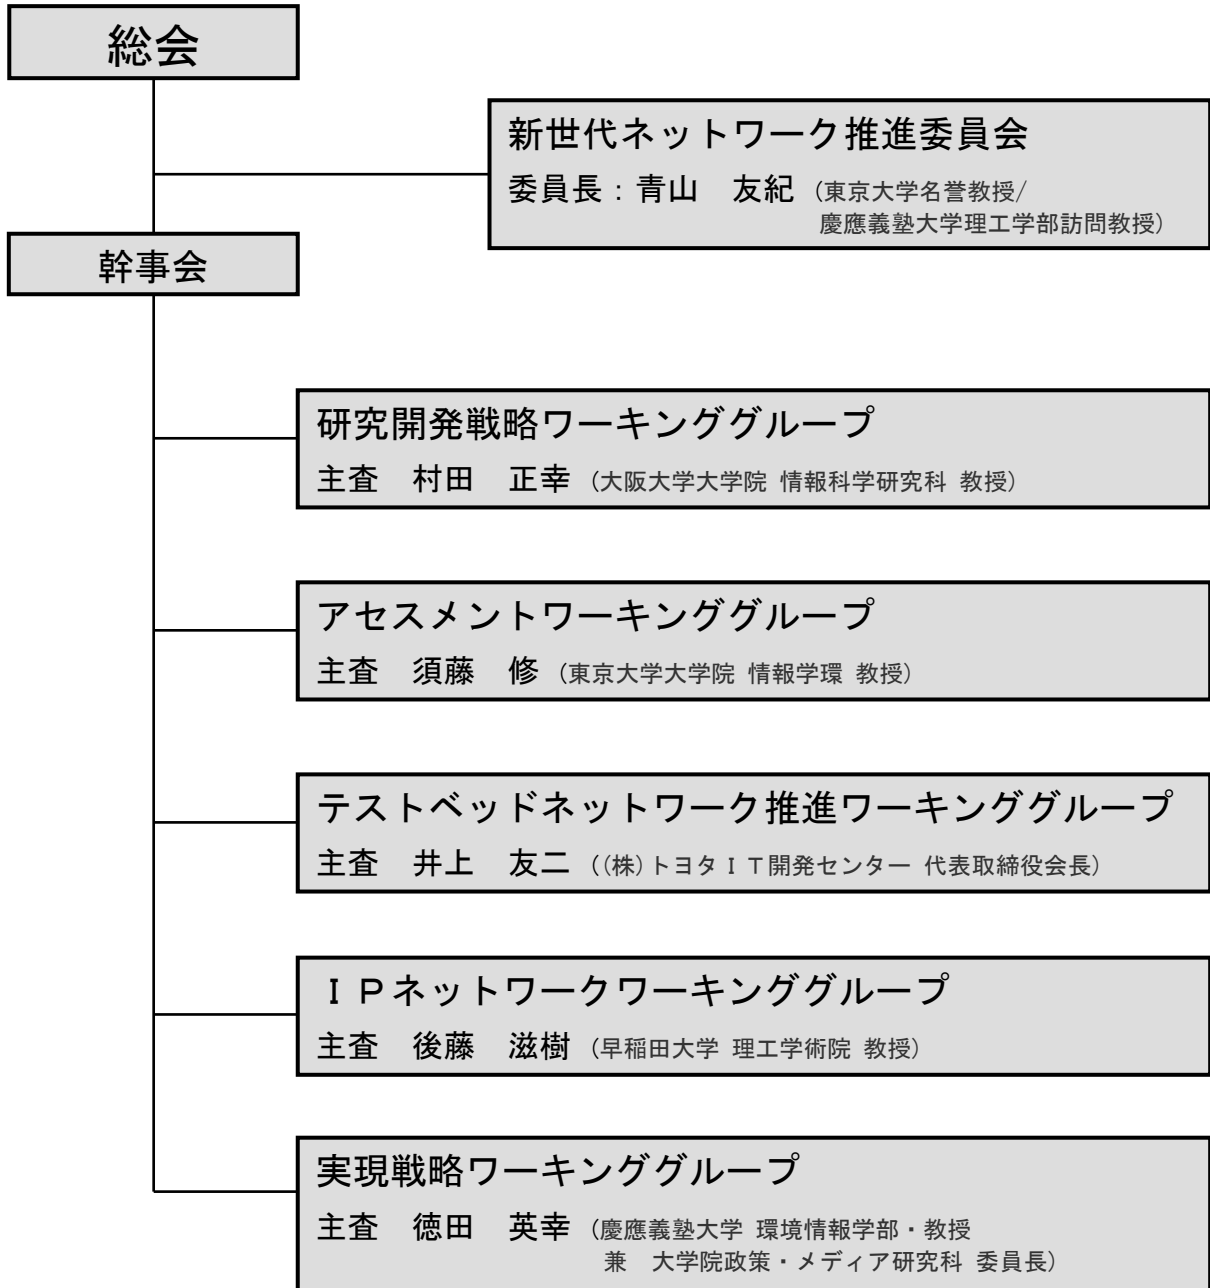 総会
新世代ネットワーク推進委員会
委員長：青山　友紀（東京大学名誉教授/
慶應義塾大学理工学部訪問教授）
幹事会
研究開発戦略ワーキンググループ
主査　村田　正幸（大阪大学大学院 情報科学研究科 教授）
アセスメントワーキンググループ
主査　須藤　修（東京大学大学院 情報学環 教授）
テストベッドネットワーク推進ワーキンググループ
主査　井上　友二（(株)トヨタＩＴ開発センター 代表取締役会長）
ＩＰネットワークワーキンググループ
主査　後藤　滋樹（早稲田大学 理工学術院 教授）
実現戦略ワーキンググループ
主査　徳田　英幸（慶應義塾大学 環境情報学部・教授
兼　大学院政策・メディア研究科 委員長）